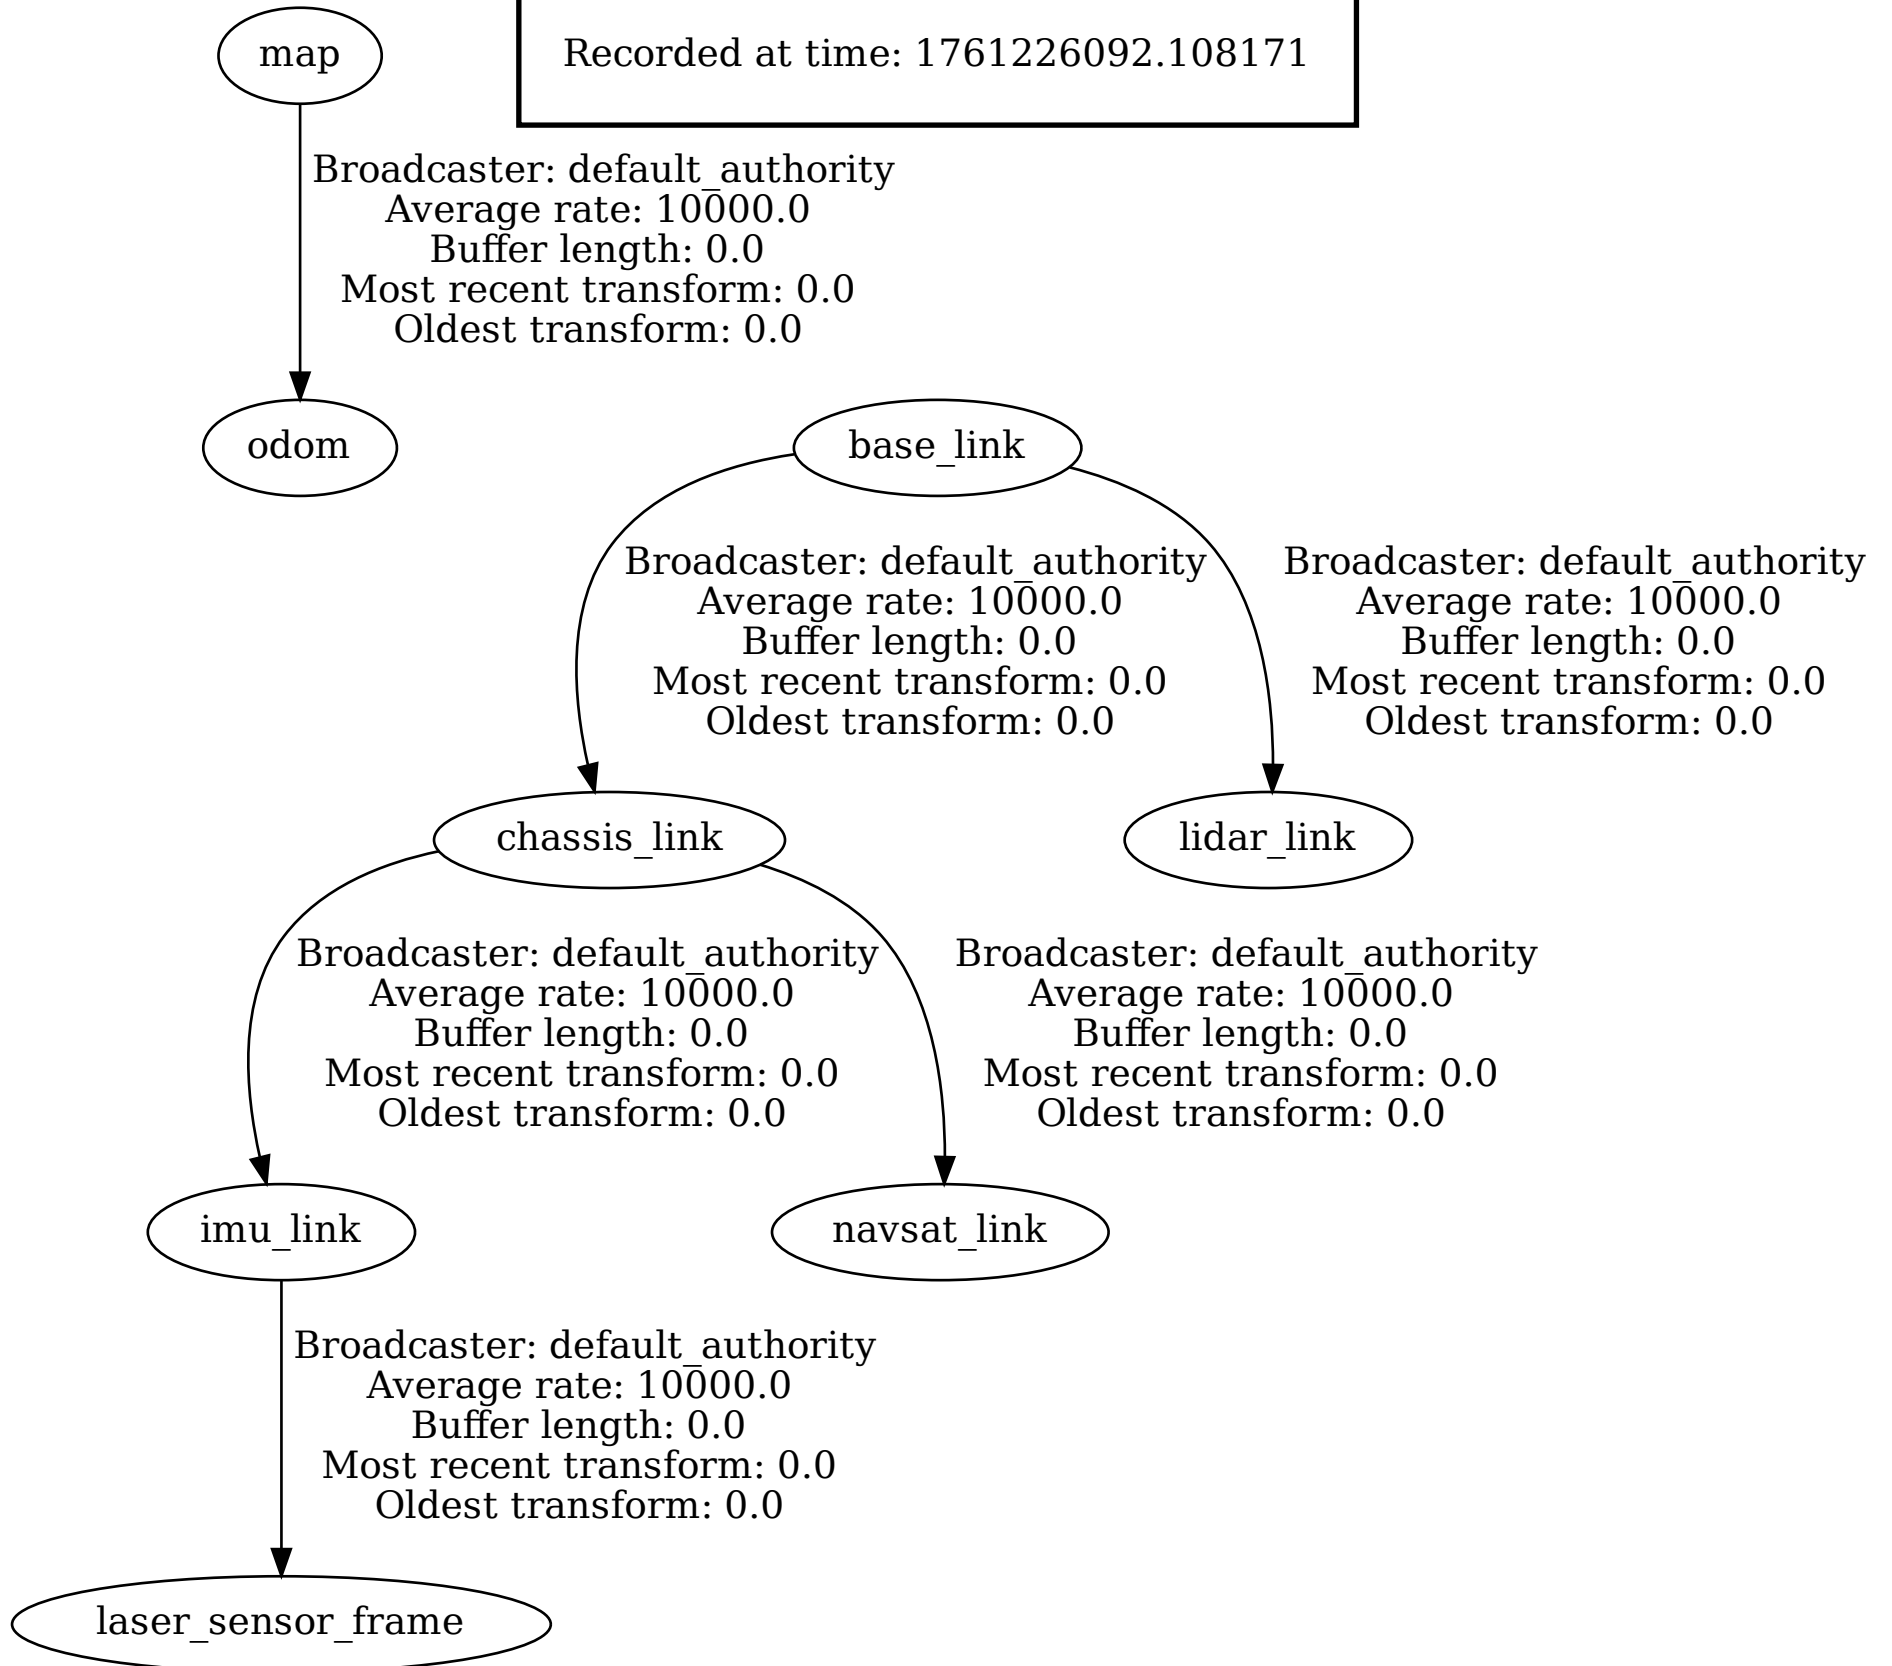 map
Recorded at time: 1761226092.108171
Broadcaster: default_authority
Average rate: 10000.0
Buffer length: 0.0
Most recent transform: 0.0
Oldest transform: 0.0
odom
base_link
Broadcaster: default_authority
Average rate: 10000.0
Buffer length: 0.0
Most recent transform: 0.0
Oldest transform: 0.0
Broadcaster: default_authority
Average rate: 10000.0
Buffer length: 0.0
Most recent transform: 0.0
Oldest transform: 0.0
chassis_link
lidar_link
Broadcaster: default_authority
Average rate: 10000.0
Buffer length: 0.0
Most recent transform: 0.0
Oldest transform: 0.0
Broadcaster: default_authority
Average rate: 10000.0
Buffer length: 0.0
Most recent transform: 0.0
Oldest transform: 0.0
imu_link
navsat_link
Broadcaster: default_authority
Average rate: 10000.0
Buffer length: 0.0
Most recent transform: 0.0
Oldest transform: 0.0
laser_sensor_frame